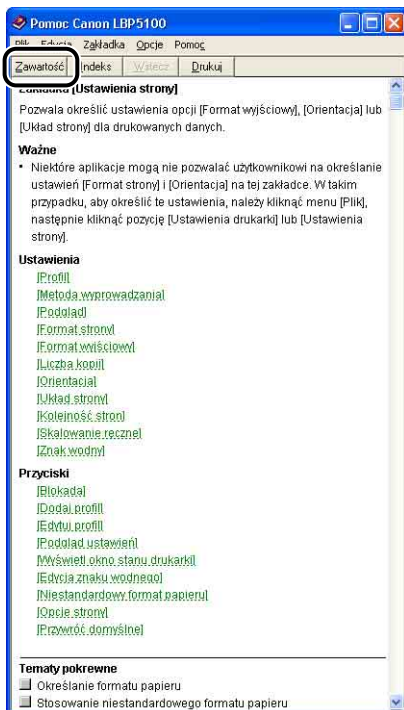 Pomoc Canon LBP5100
Plik Edycja Zakładka Opcje Pomoc
Zawartość Indeks Wstecz Drukuj
Zakładka [Ustawienia strony]
Pozwala określić ustawienia opcji [Format wyjściowy], [Orientacja] lub
[Układ strony] dla drukowanych danych.
Ważne
• Niektóre aplikacje mogą nie pozwalać użytkownikowi na określanie
ustawień [Format strony] i [Orientacja] na tej zakładce. W takim
przypadku, aby określić te ustawienia, należy kliknąć menu [Plik],
następnie kliknąć pozycję [Ustawienia drukarki] lub [Ustawienia
strony].
Ustawienia
[Profil]
[Metoda wyprowadzania]
[Podgląd]
[Format strony]
[Format wyjściowy]
[Liczba kopii]
[Orientacja]
[Układ strony]
[Kolejność stron]
[Skalowanie ręczne]
[Znak wodny]
Przyciski
[Blokada]
[Dodaj profil]
[Edytuj profil]
[Podgląd ustawień]
[Wyświetl okno stanu drukarki]
[Edycja znaku wodnego]
[Niestandardowy format papieru]
[Opcje strony]
[Przywróć domyślne]
Tematy pokrewne
Określanie formatu papieru
Stosowanie niestandardowego formatu papieru